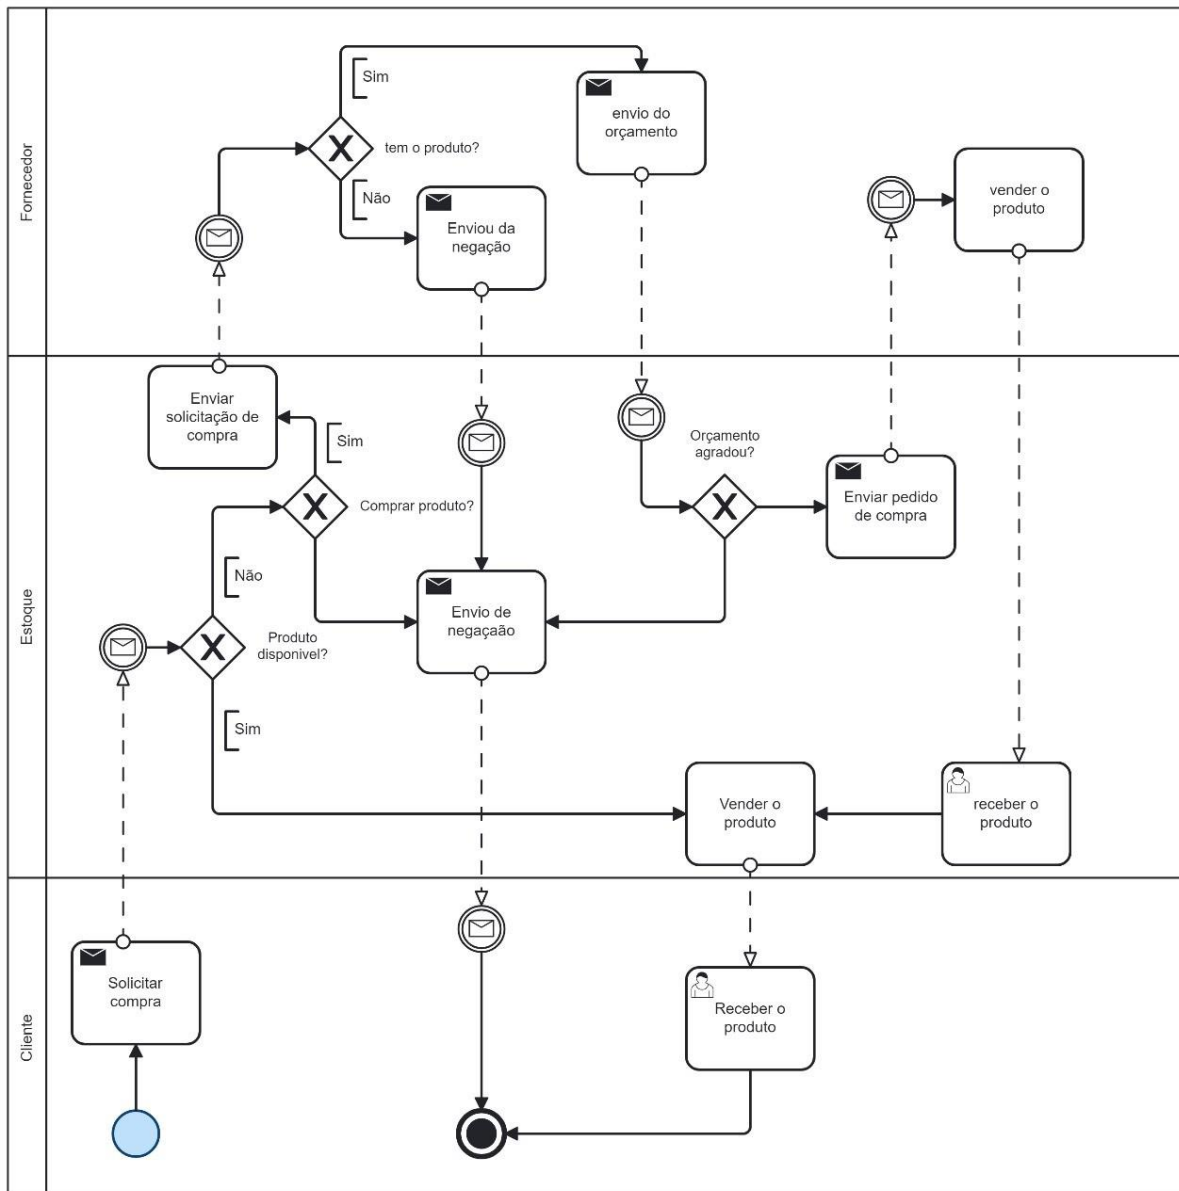 Fornecedor
Sim
tem o produto?
Não
Enviou da
negação
envio do
orçamento
vender o
produto
Estoque
Enviar
solicitação de
compra
Sim
Comprar produto?
Não
Produto
disponivel?
Sim
Envio de
negaçaão
Orçamento
agradou?
Enviar pedido
de compra
Vender o
produto
receber o
produto
Cliente
Solicitar
compra
Receber o
produto